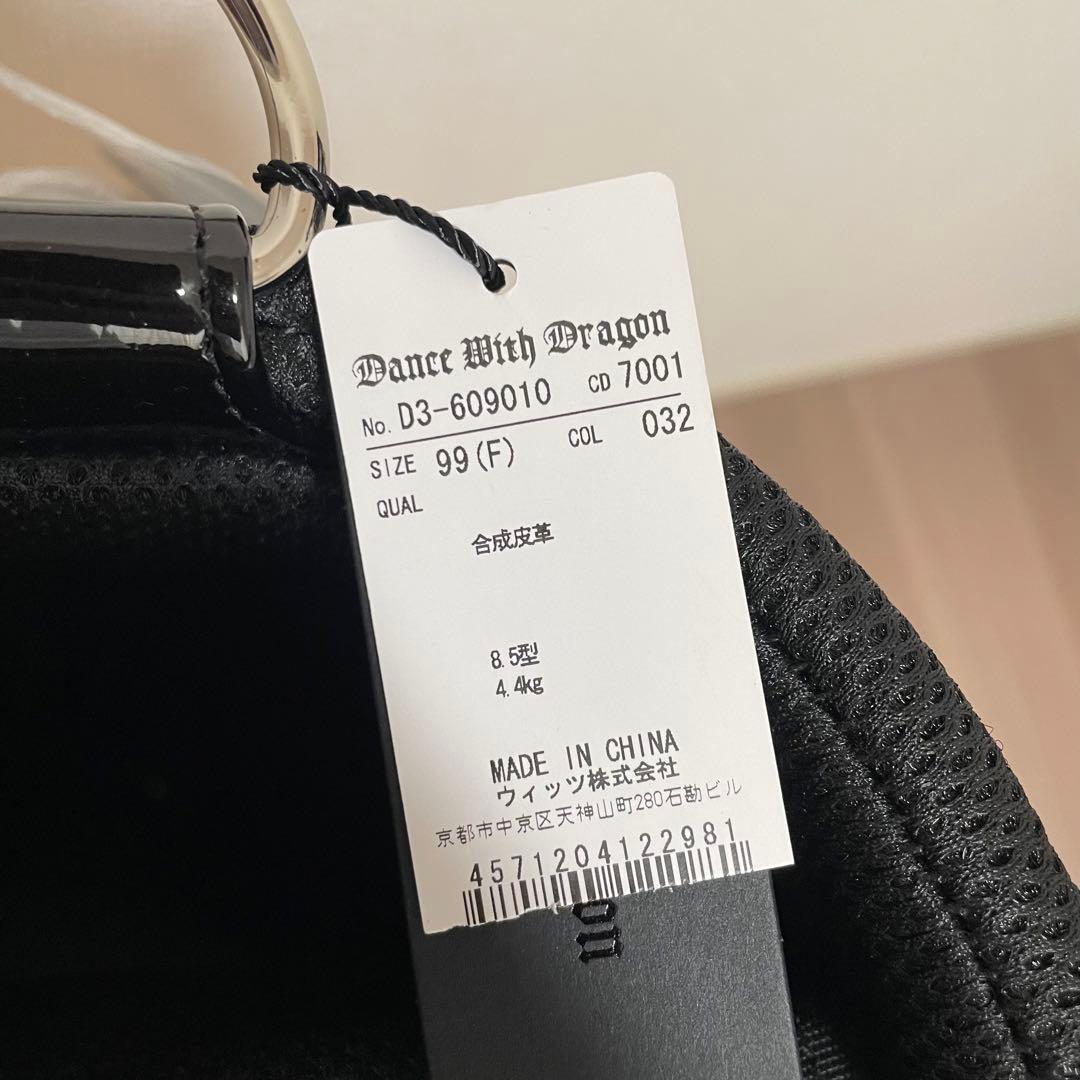 Dance With Dragon
No. D3-609010 CD 7001
SIZE 99(F) COL 032
QUAL
合成皮革
8.5型
4.4kg
MADE IN CHINA
ウィッツ株式会社
京都市中京区天神山町280石勘ビル
4571204122981